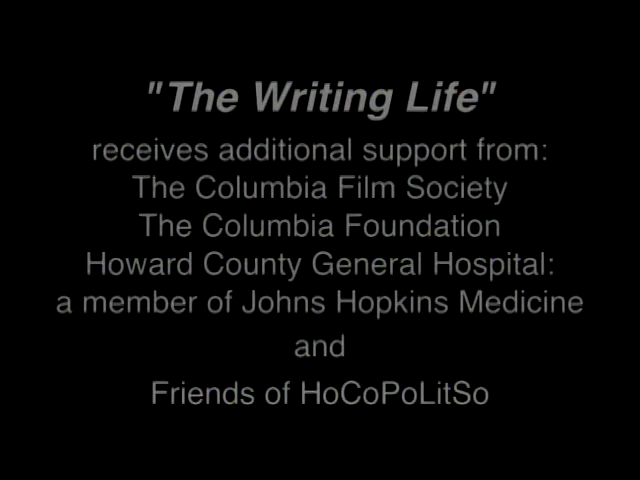 "The Writing Life"
receives additional support from:
The Columbia Film Society
The Columbia Foundation
Howard County General Hospital:
a member of Johns Hopkins Medicine
and
Friends of HoCoPoLitSo